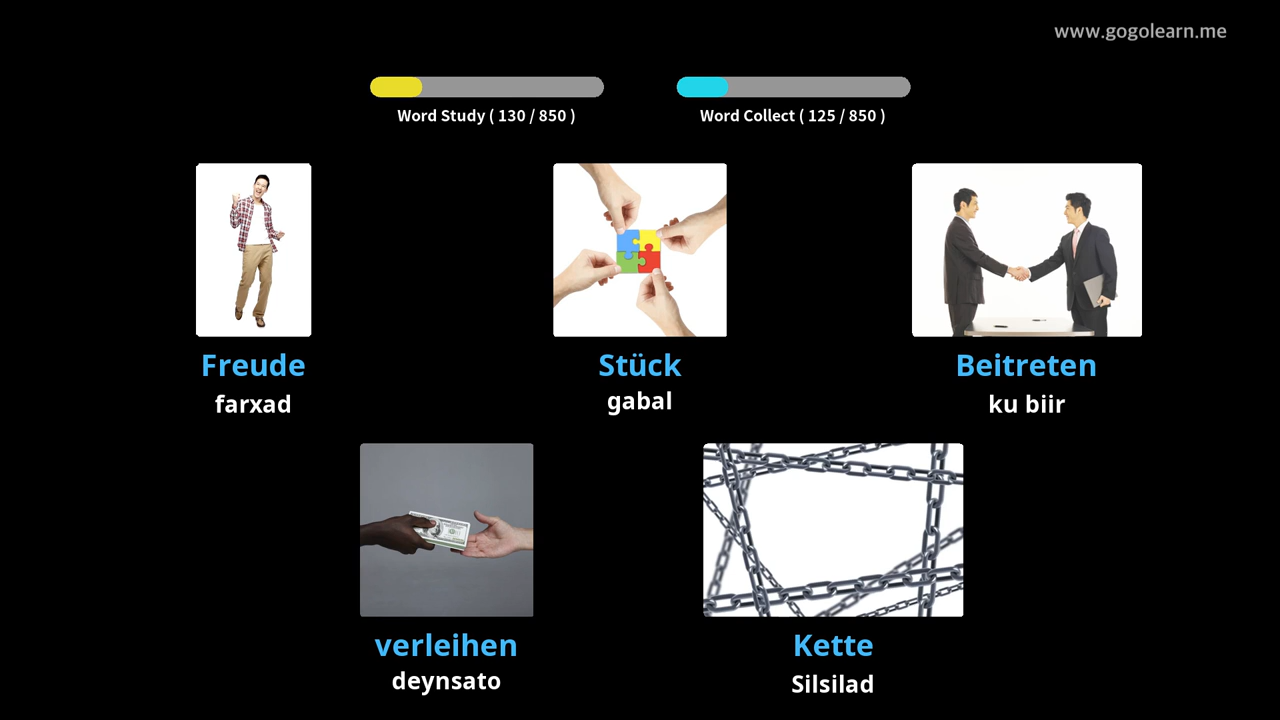 www.gogolearn.me
Word Study ( 130 / 850 )
Word Collect ( 125 / 850 )
Freude
farxad
Stück
gabal
Beitreten
ku biir
verleihen
deynsato
Kette
Silsilad